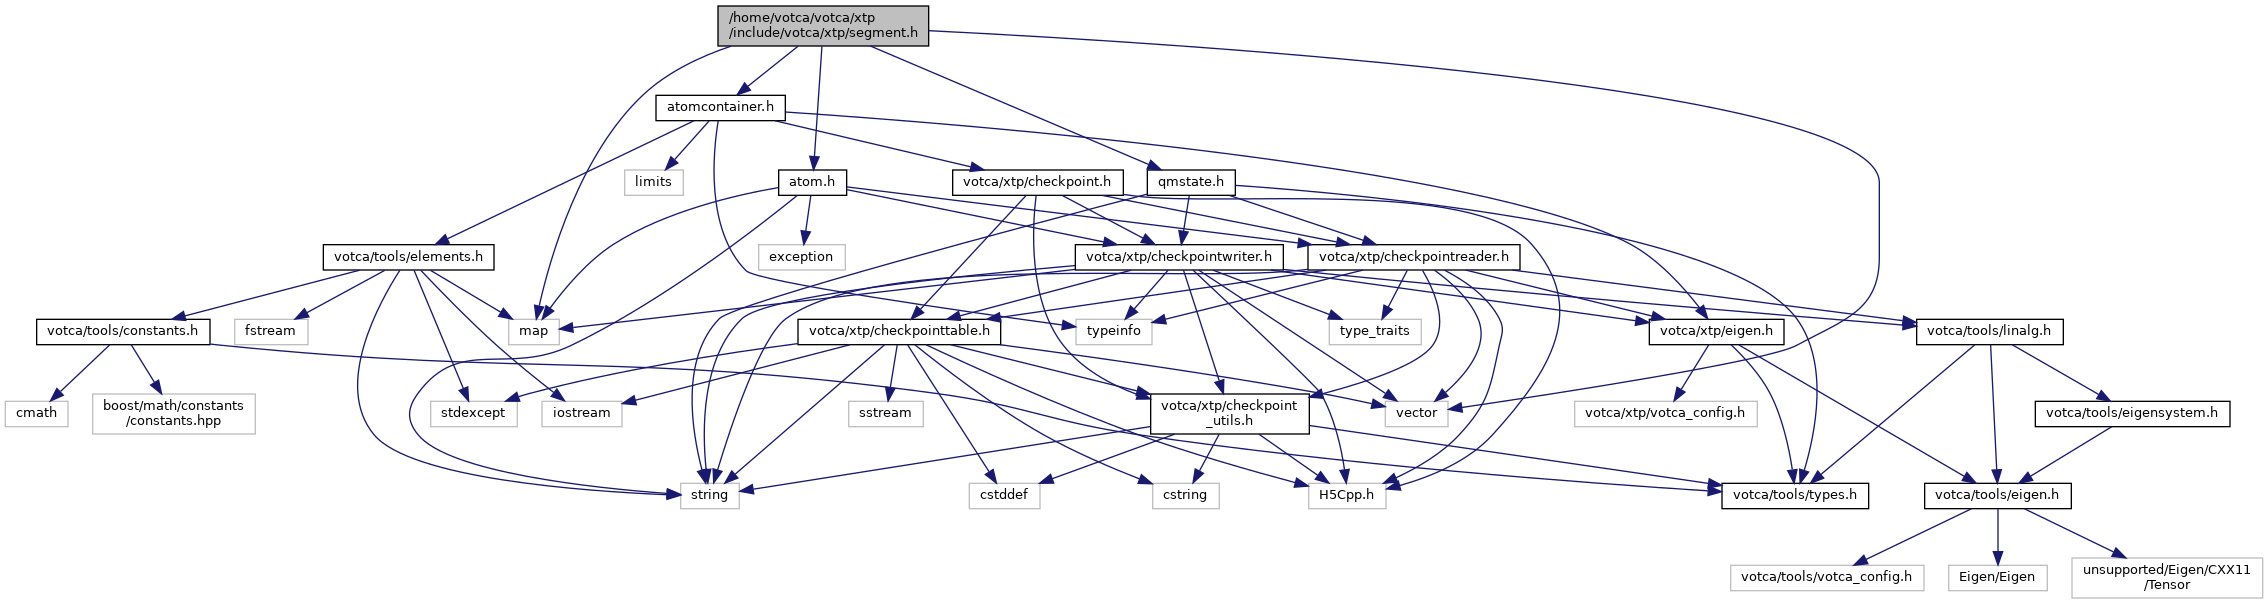 /home/votca/votca/xtp
/include/votca/xtp/segment.h
atomcontainer.h
limits
atom.h
votca/xtp/checkpoint.h
qmstate.h
votca/tools/elements.h
exception
votca/xtp/checkpointwriter.h
votca/xtp/checkpointreader.h
votca/tools/constants.h
fstream
map
votca/xtp/checkpointtable.h
typeinfo
type_traits
votca/xtp/eigen.h
votca/tools/linalg.h
cmath
boost/math/constants
/constants.hpp
stdexcept
iostream
sstream
votca/xtp/checkpoint
_utils.h
vector
votca/xtp/votca_config.h
votca/tools/eigensystem.h
string
cstddef
cstring
H5Cpp.h
votca/tools/types.h
votca/tools/eigen.h
votca/tools/votca_config.h
Eigen/Eigen
unsupported/Eigen/CXX11
/Tensor